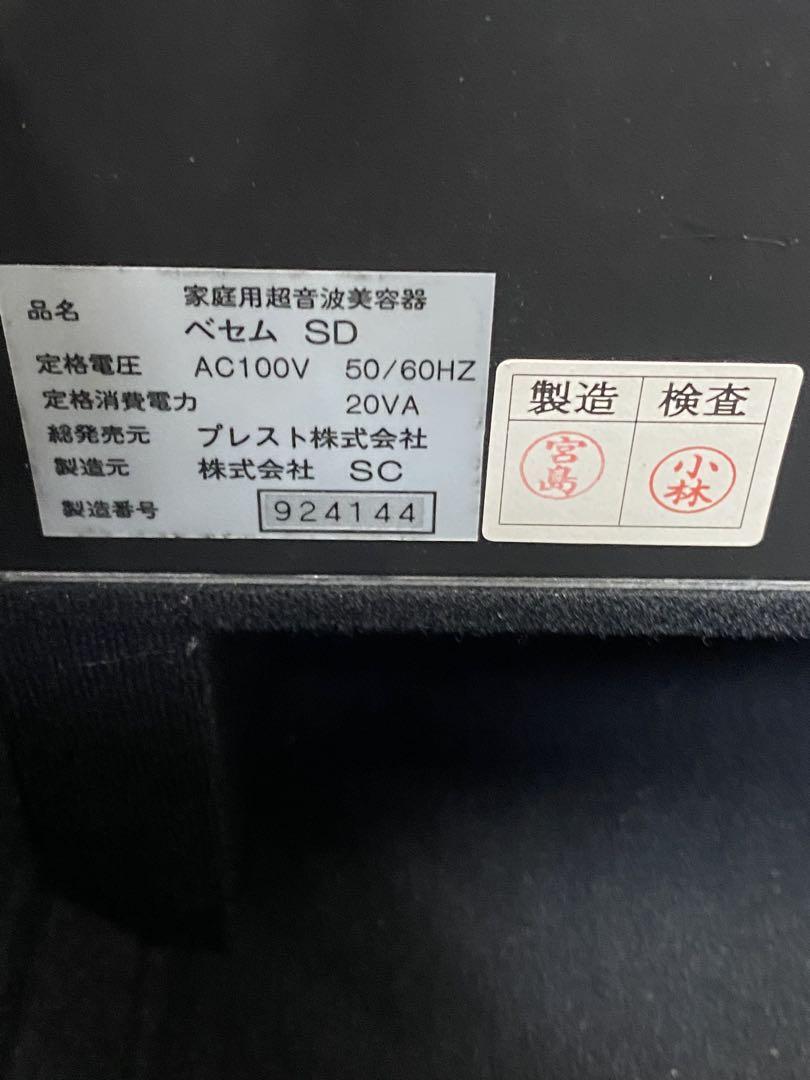 品名 家庭用超音波美容器
ベセム SD
定格電圧 AC100V 50/60HZ
定格消費電力 20VA
総発売元 プレスト株式会社
製造元 株式会社 SC
製造番号 924144
製造 検査
宮島 小林